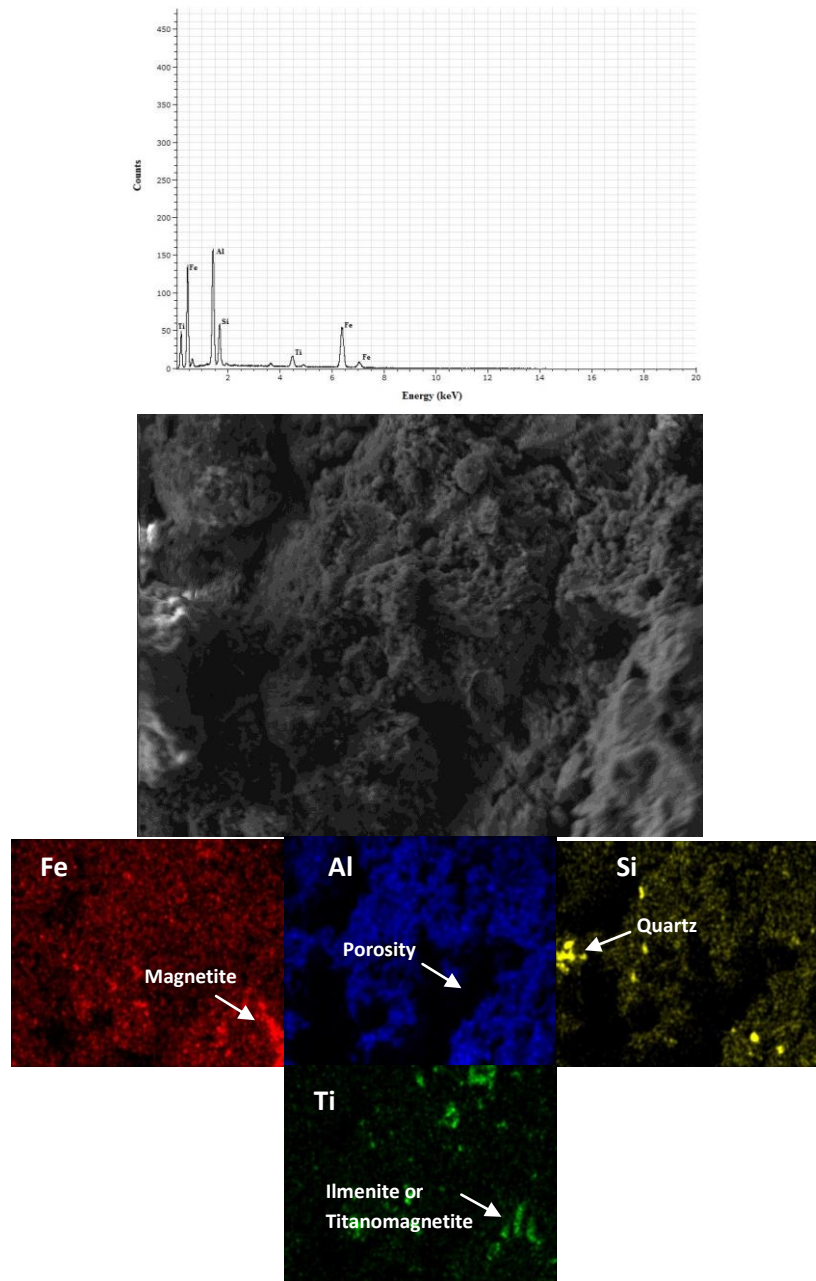 450
400
350
300
250
200
150
100
50
0
Counts
Ti
Fe
Al
Si
Ti
Fe
Fe
2
4
6
8
10
12
14
16
18
20
Energy (keV)
Fe
Magnetite
Al
Porosity
Si
Quartz
Ti
Ilmenite or
Titanomagnetite